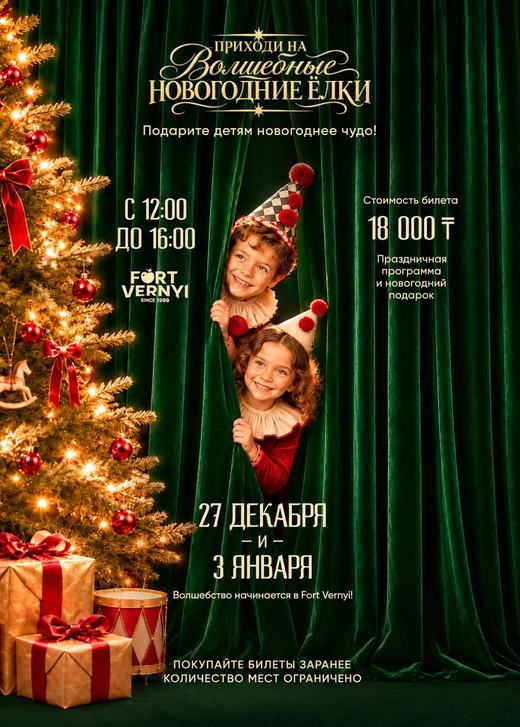 ПРИХОДИ НА
Волшебные
НОВОГОДНИЕ ЁЛКИ
Подарите детям новогоднее чудо!
С 12:00
ДО 16:00
FORT
VERNYI
SINCE 1999
Стоимость билета
18 000 ₸
Праздничная
программа
и новогодний
подарок
27 ДЕКАБРЯ
– И –
3 ЯНВАРЯ
Волшебство начинается в Fort Vernyi!
ПОКУПАЙТЕ БИЛЕТЫ ЗАРАНЕЕ
КОЛИЧЕСТВО МЕСТ ОГРАНИЧЕНО